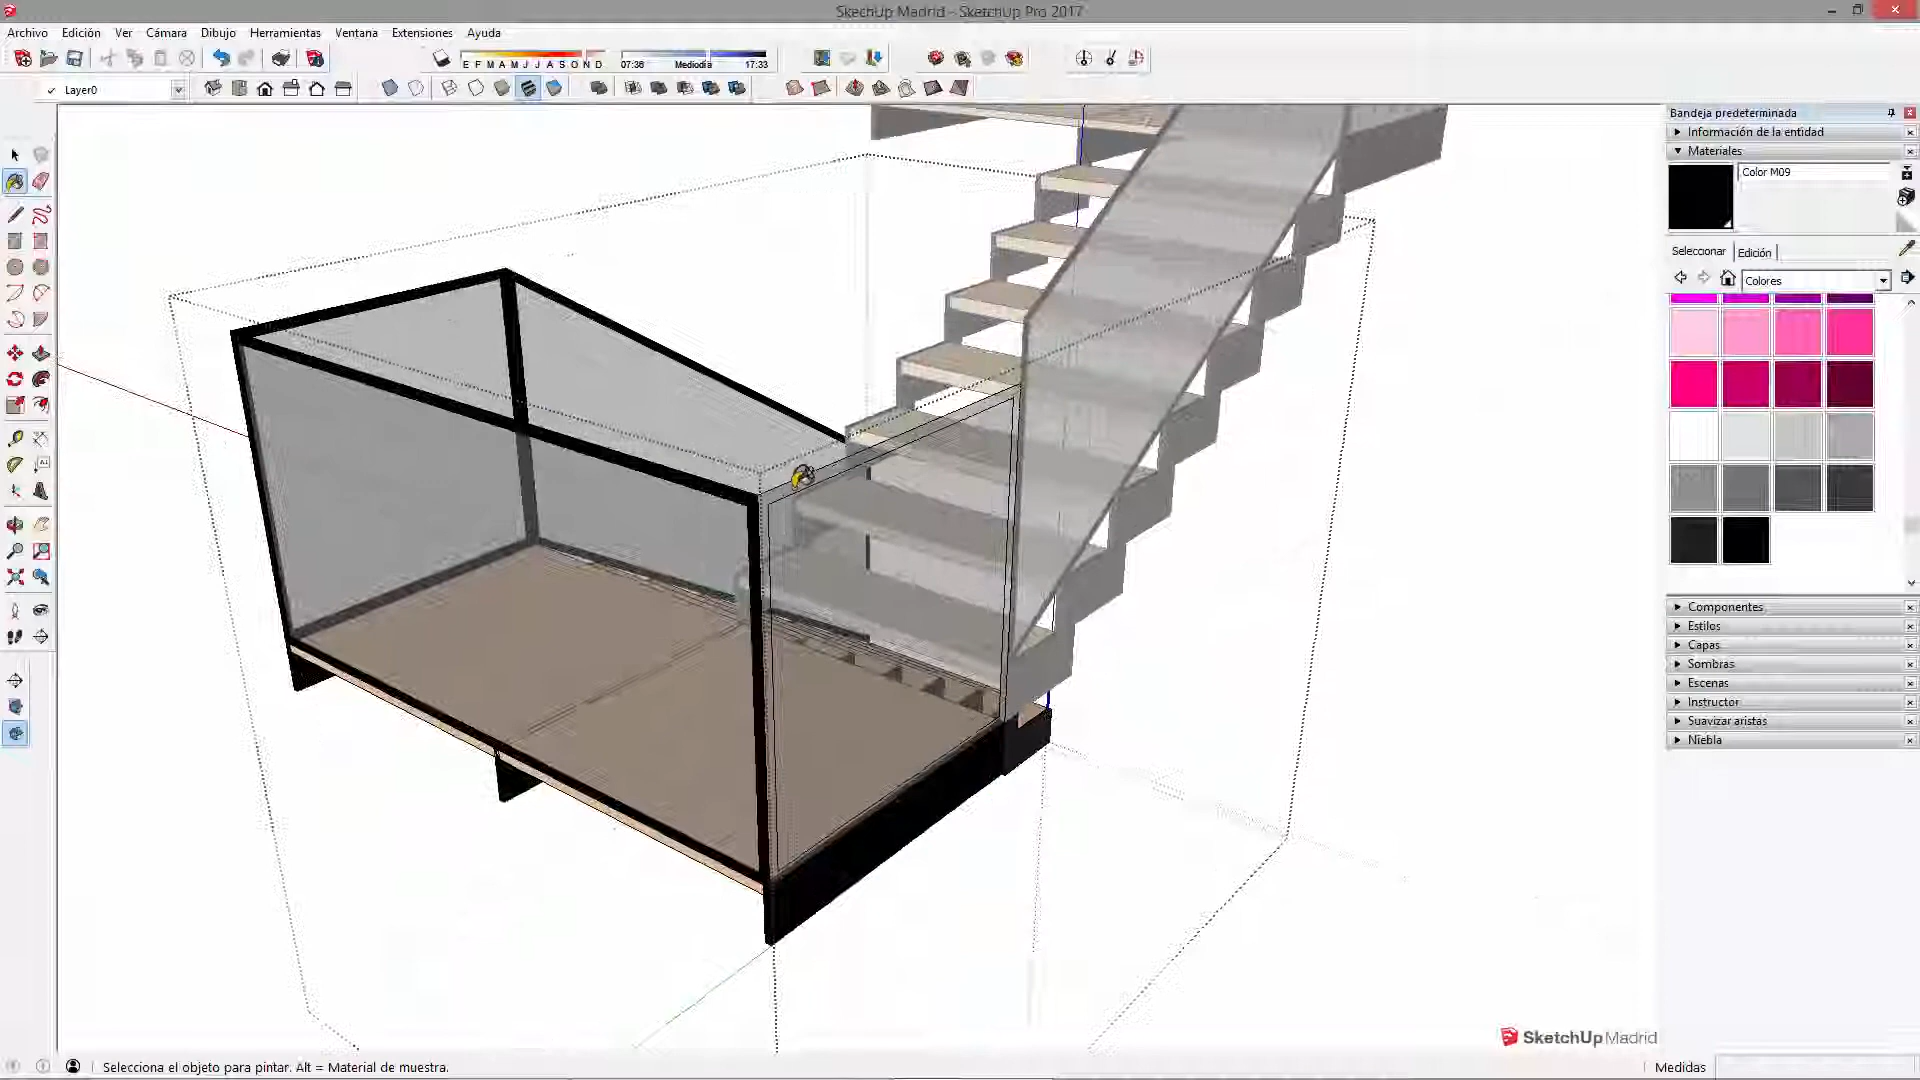 SkechUp Madrid - SketchUp Pro 2017
Archivo Edición Ver Cámara Dibujo Herramientas Ventana Extensiones Ayuda
E F M A M J J A S O N D
07:36 Mediodía 17:33
Layer0
Bandeja predeterminada
Información de la entidad
Materiales
Color M09
Seleccionar Edición
Colores
Componentes
Estilos
Capas
Sombras
Escenas
Instructor
Suavizar aristas
Niebla
SketchUp Madrid
Selecciona el objeto para pintar. Alt = Material de muestra.
Medidas